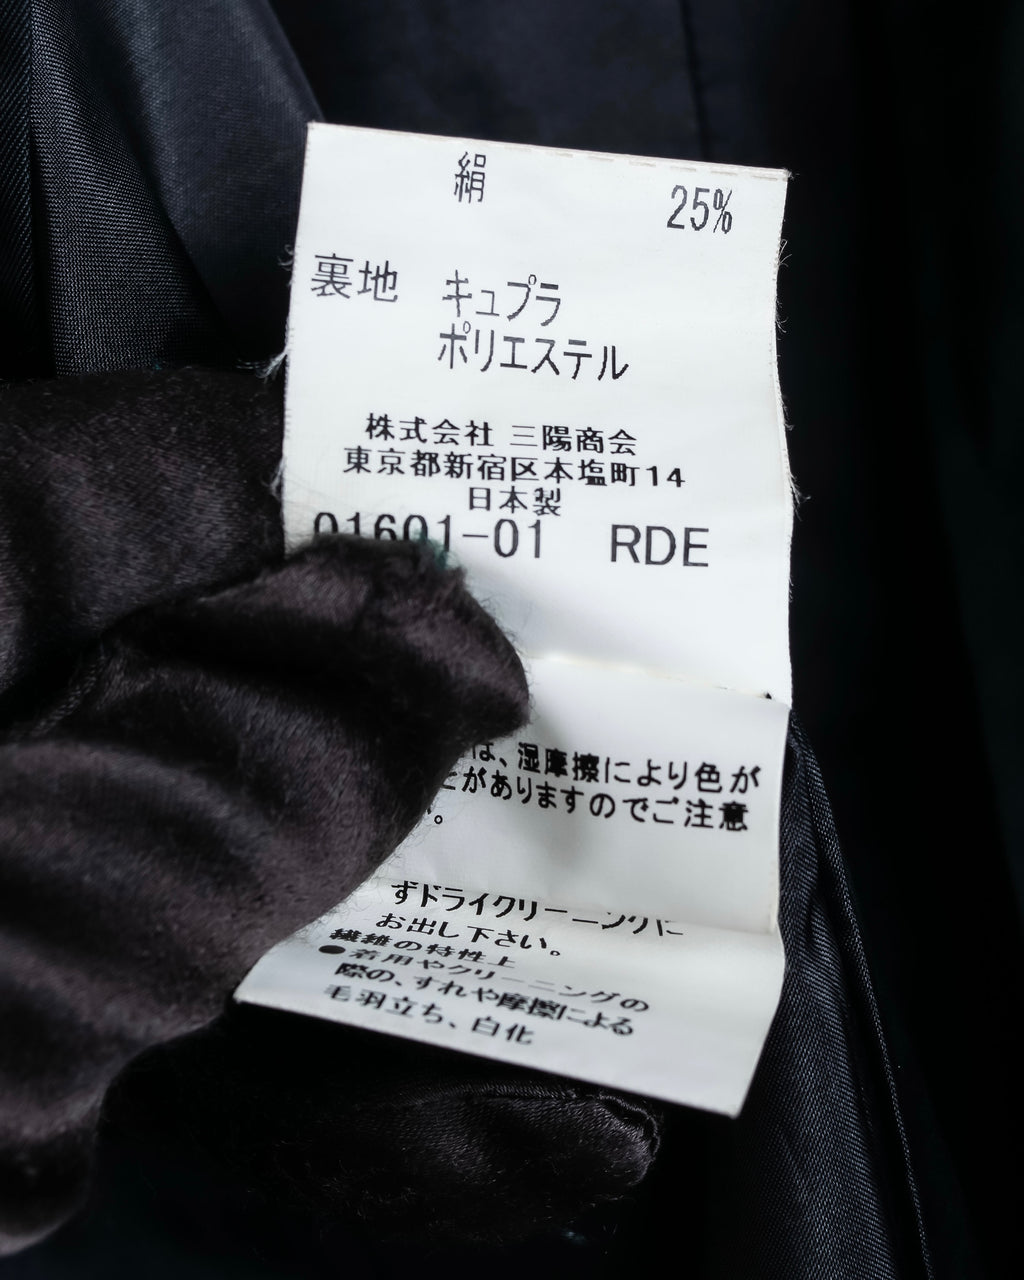 絹 25%
裏地 キュプラ
ポリエステル
株式会社 三陽商会
東京都新宿区本塩町14
日本製
01601-01 RDE
は、湿摩擦により色が
とがありますのでご注意
。
ずドライクリーニングに
お出し下さい。
繊維の特性上
●着用やクリーニングの
際の、すれや摩擦による
毛羽立ち、白化